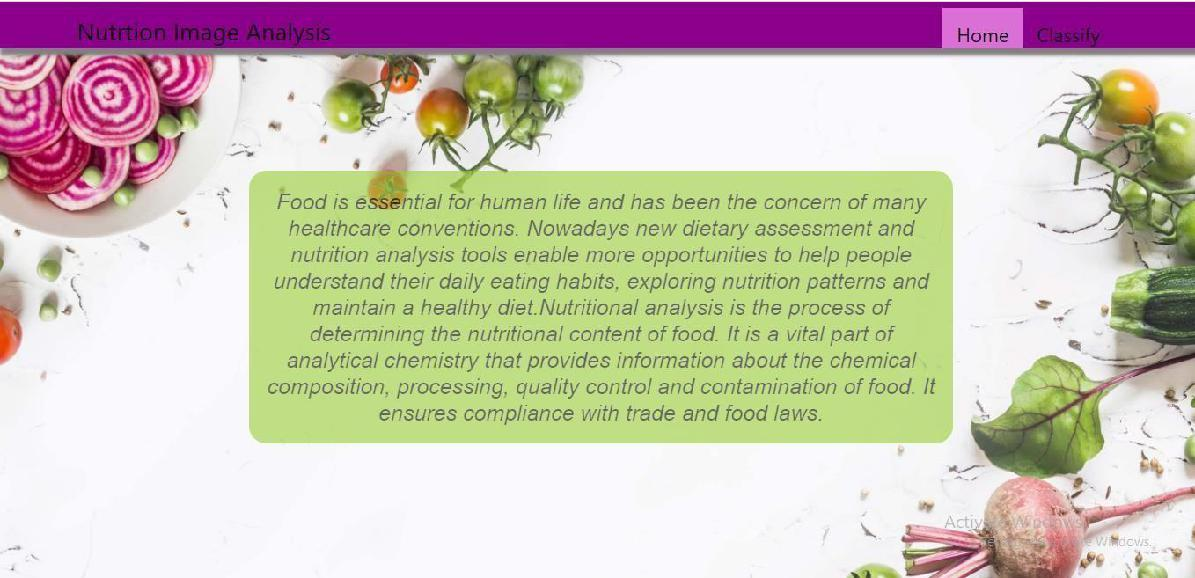 Nutrtion Image Analysis
Home
Classify
Food is essential for human life and has been the concern of many
healthcare conventions. Nowadays new dietary assessment and
nutrition analysis tools enable more opportunities to help people
understand their daily eating habits, exploring nutrition patterns and
maintain a healthy diet.Nutritional analysis is the process of
determining the nutritional content of food. It is a vital part of
analytical chemistry that provides information about the chemical
composition, processing, quality control and contamination of food. It
ensures compliance with trade and food laws.
Activate Windows
Windows.